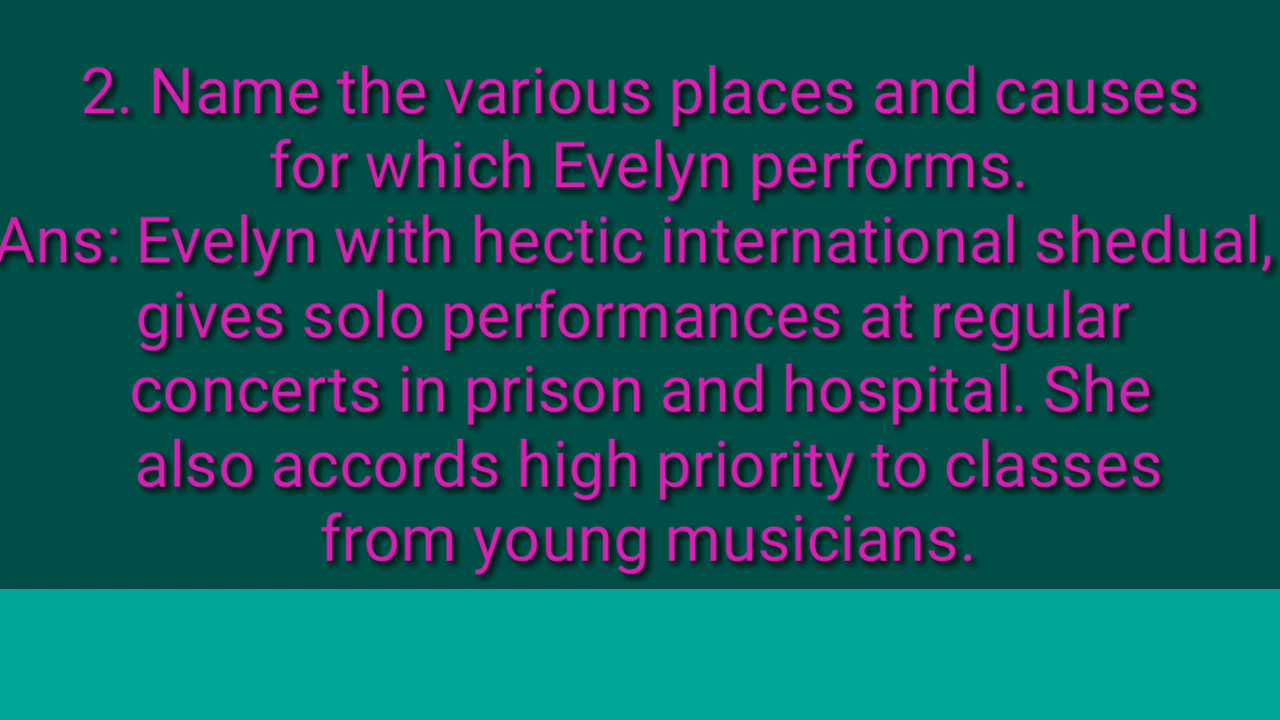 2. Name the various places and causes
for which Evelyn performs.
Ans: Evelyn with hectic international shedual,
gives solo performances at regular
concerts in prison and hospital. She
also accords high priority to classes
from young musicians.